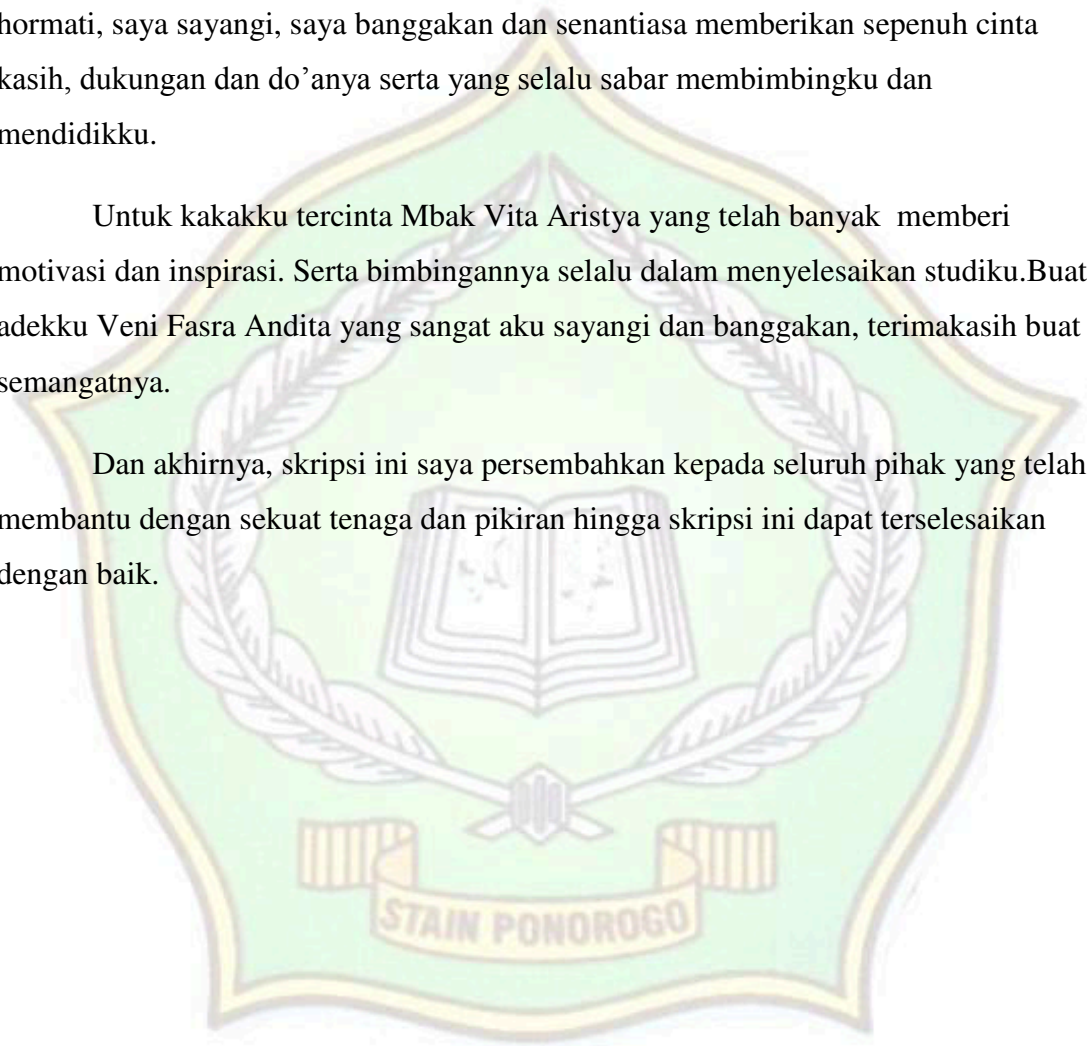 hormati, saya sayangi, saya banggakan dan senantiasa memberikan sepenuh cinta
kasih, dukungan dan do’anya serta yang selalu sabar membimbingku dan
mendidikku.
Untuk kakakku tercinta Mbak Vita Aristya yang telah banyak  memberi
motivasi dan inspirasi. Serta bimbingannya selalu dalam menyelesaikan studiku.Buat
adekku Veni Fasra Andita yang sangat aku sayangi dan banggakan, terimakasih buat
semangatnya.
Dan akhirnya, skripsi ini saya persembahkan kepada seluruh pihak yang telah
membantu dengan sekuat tenaga dan pikiran hingga skripsi ini dapat terselesaikan
dengan baik.
STAIN PONOROGO